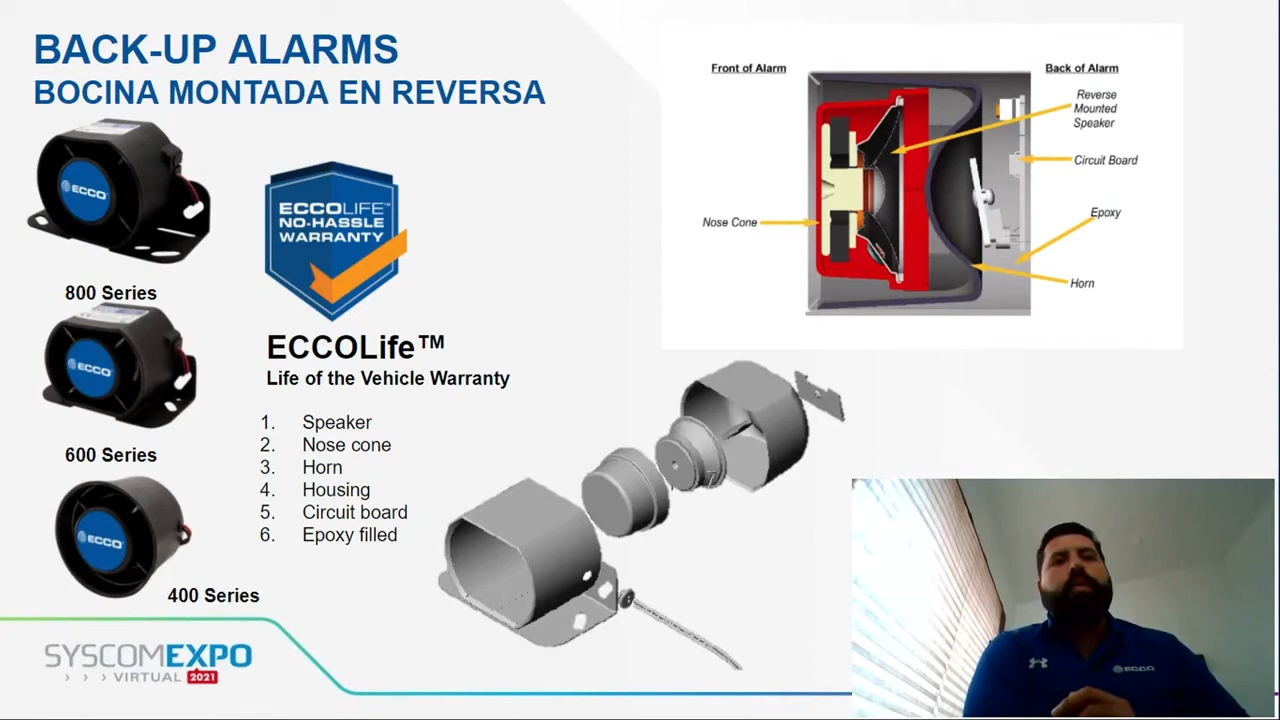 BACK-UP ALARMS
BOCINA MONTADA EN REVERSA
ECCO
800 Series
ECCO
600 Series
ECCO
400 Series
ECCOLIFE™
NO-HASSLE
WARRANTY
ECCOLife™
Life of the Vehicle Warranty
1. Speaker
2. Nose cone
3. Horn
4. Housing
5. Circuit board
6. Epoxy filled
Front of Alarm
Back of Alarm
Reverse
Mounted
Speaker
Circuit Board
Nose Cone
Epoxy
Horn
SYSCOMEXPO
› › › VIRTUAL 2021
ECCO